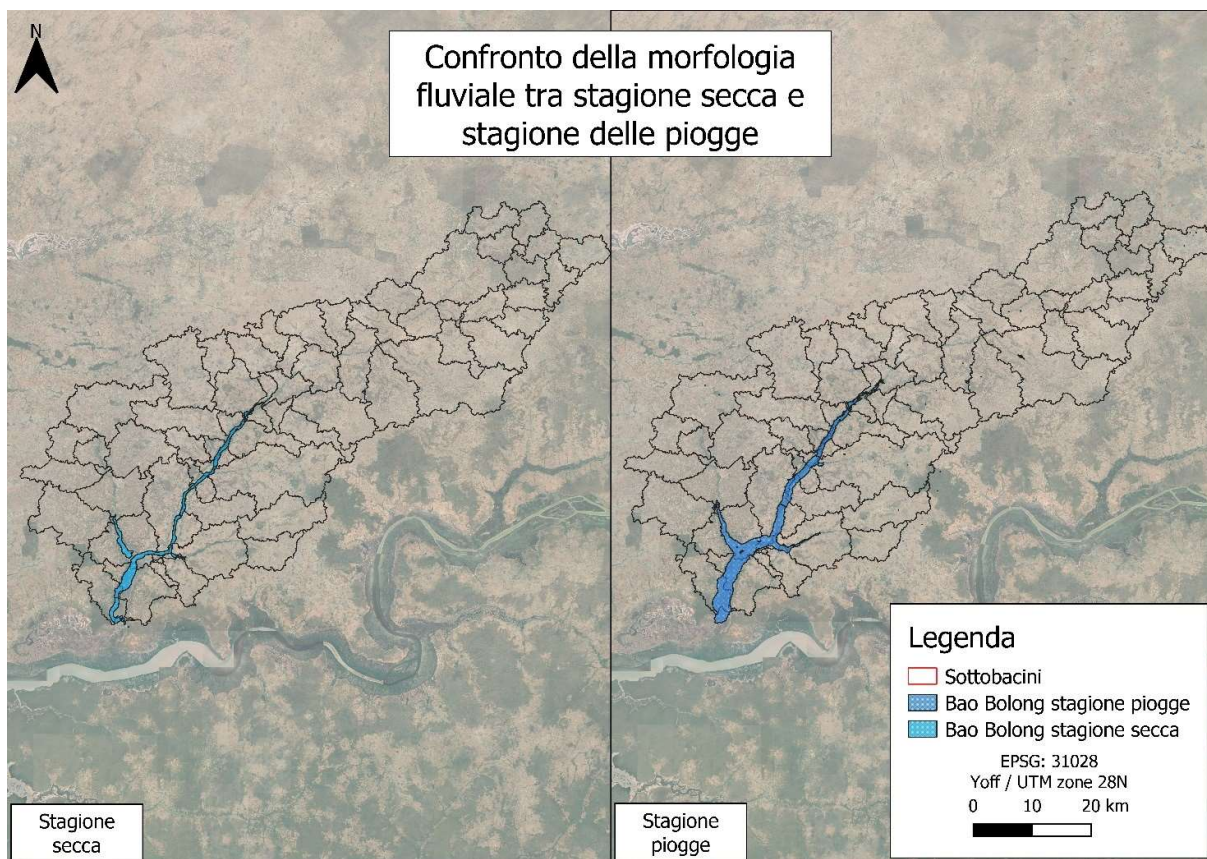 N
Confronto della morfologia
fluviale tra stagione secca e
stagione delle piogge
Legenda
Sottobacini
Bao Bolong stagione piogge
Bao Bolong stagione secca
EPSG: 31028
Yoff / UTM zone 28N
0 10 20 km
Stagione
secca
Stagione
piogge